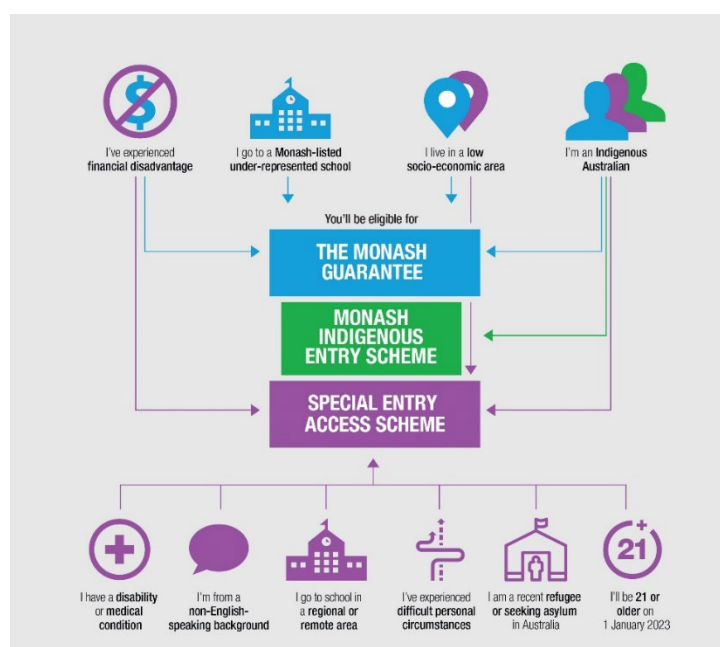 $
I've experienced
financial disadvantage
I go to a Monash-listed
under-represented school
I live in a low
socio-economic area
I'm an Indigenous
Australian
You'll be eligible for
THE MONASH
GUARANTEE
MONASH
INDIGENOUS
ENTRY SCHEME
SPECIAL ENTRY
ACCESS SCHEME
I have a disability
or medical
condition
I'm from a
non-English-
speaking background
I go to school in
a regional or
remote area
I've experienced
difficult personal
circumstances
I am a recent refugee
or seeking asylum
in Australia
21+
I'll be 21 or
older on
1 January 2023